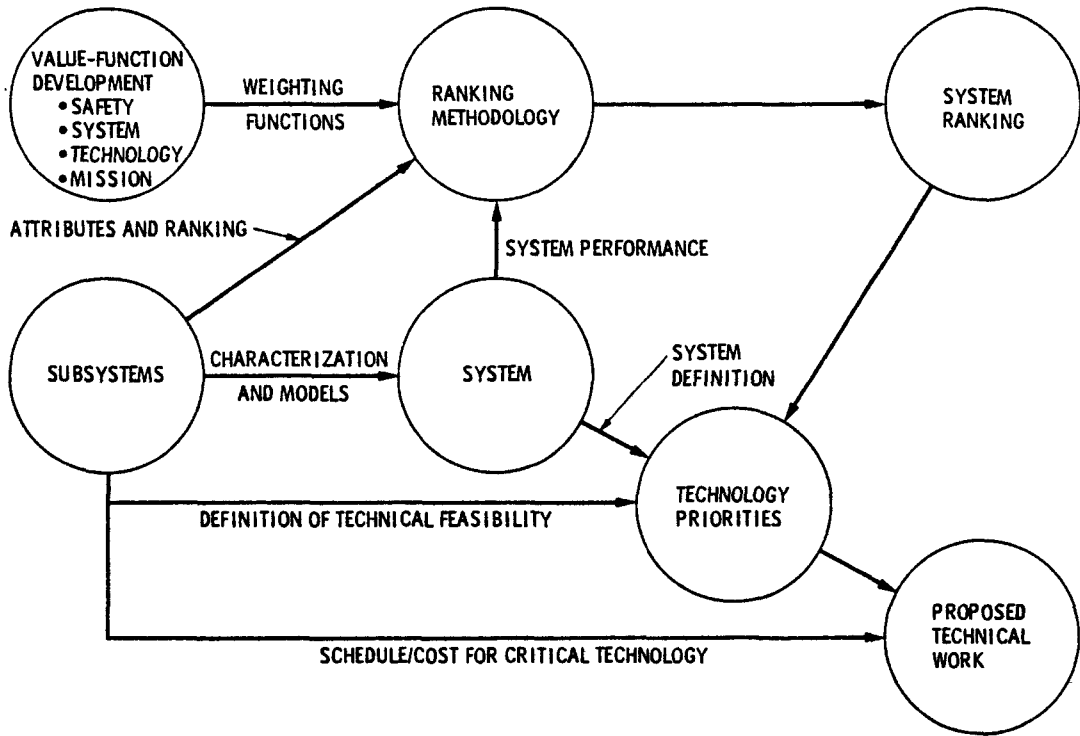 VALUE-FUNCTION
DEVELOPMENT
• SAFETY
• SYSTEM
• TECHNOLOGY
• MISSION
WEIGHTING
FUNCTIONS
RANKING
METHODOLOGY
SYSTEM
RANKING
ATTRIBUTES AND RANKING
SYSTEM PERFORMANCE
SUBSYSTEMS
CHARACTERIZATION
AND MODELS
SYSTEM
SYSTEM
DEFINITION
TECHNOLOGY
PRIORITIES
DEFINITION OF TECHNICAL FEASIBILITY
PROPOSED
TECHNICAL
WORK
SCHEDULE/COST FOR CRITICAL TECHNOLOGY